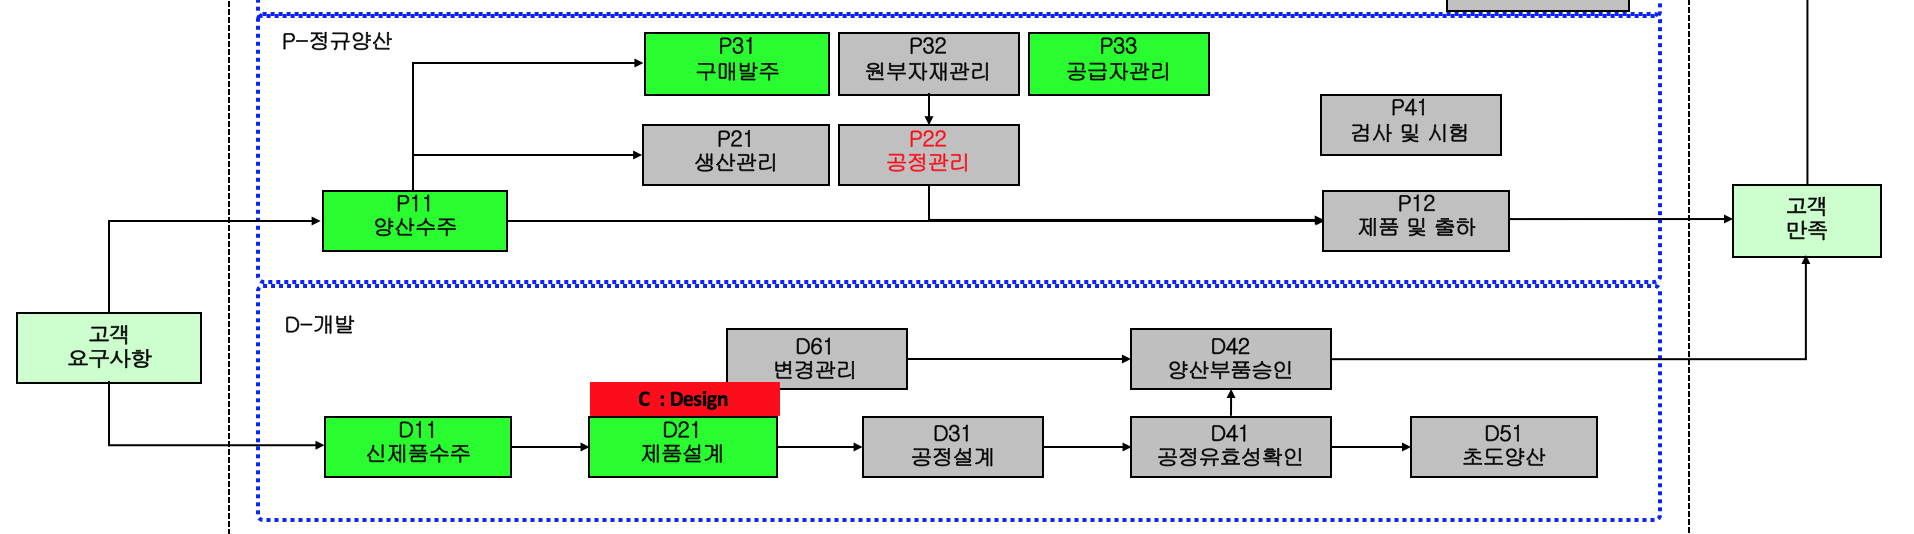 P-정규양산
P31
구매발주
P32
원부자재관리
P33
공급자관리
P41
검사 및 시험
P21
생산관리
P22
공정관리
P11
양산수주
P12
제품 및 출하
고객
만족
고객
요구사항
D-개발
D61
변경관리
D42
양산부품승인
C : Design
D11
신제품수주
D21
제품설계
D31
공정설계
D41
공정유효성확인
D51
초도양산